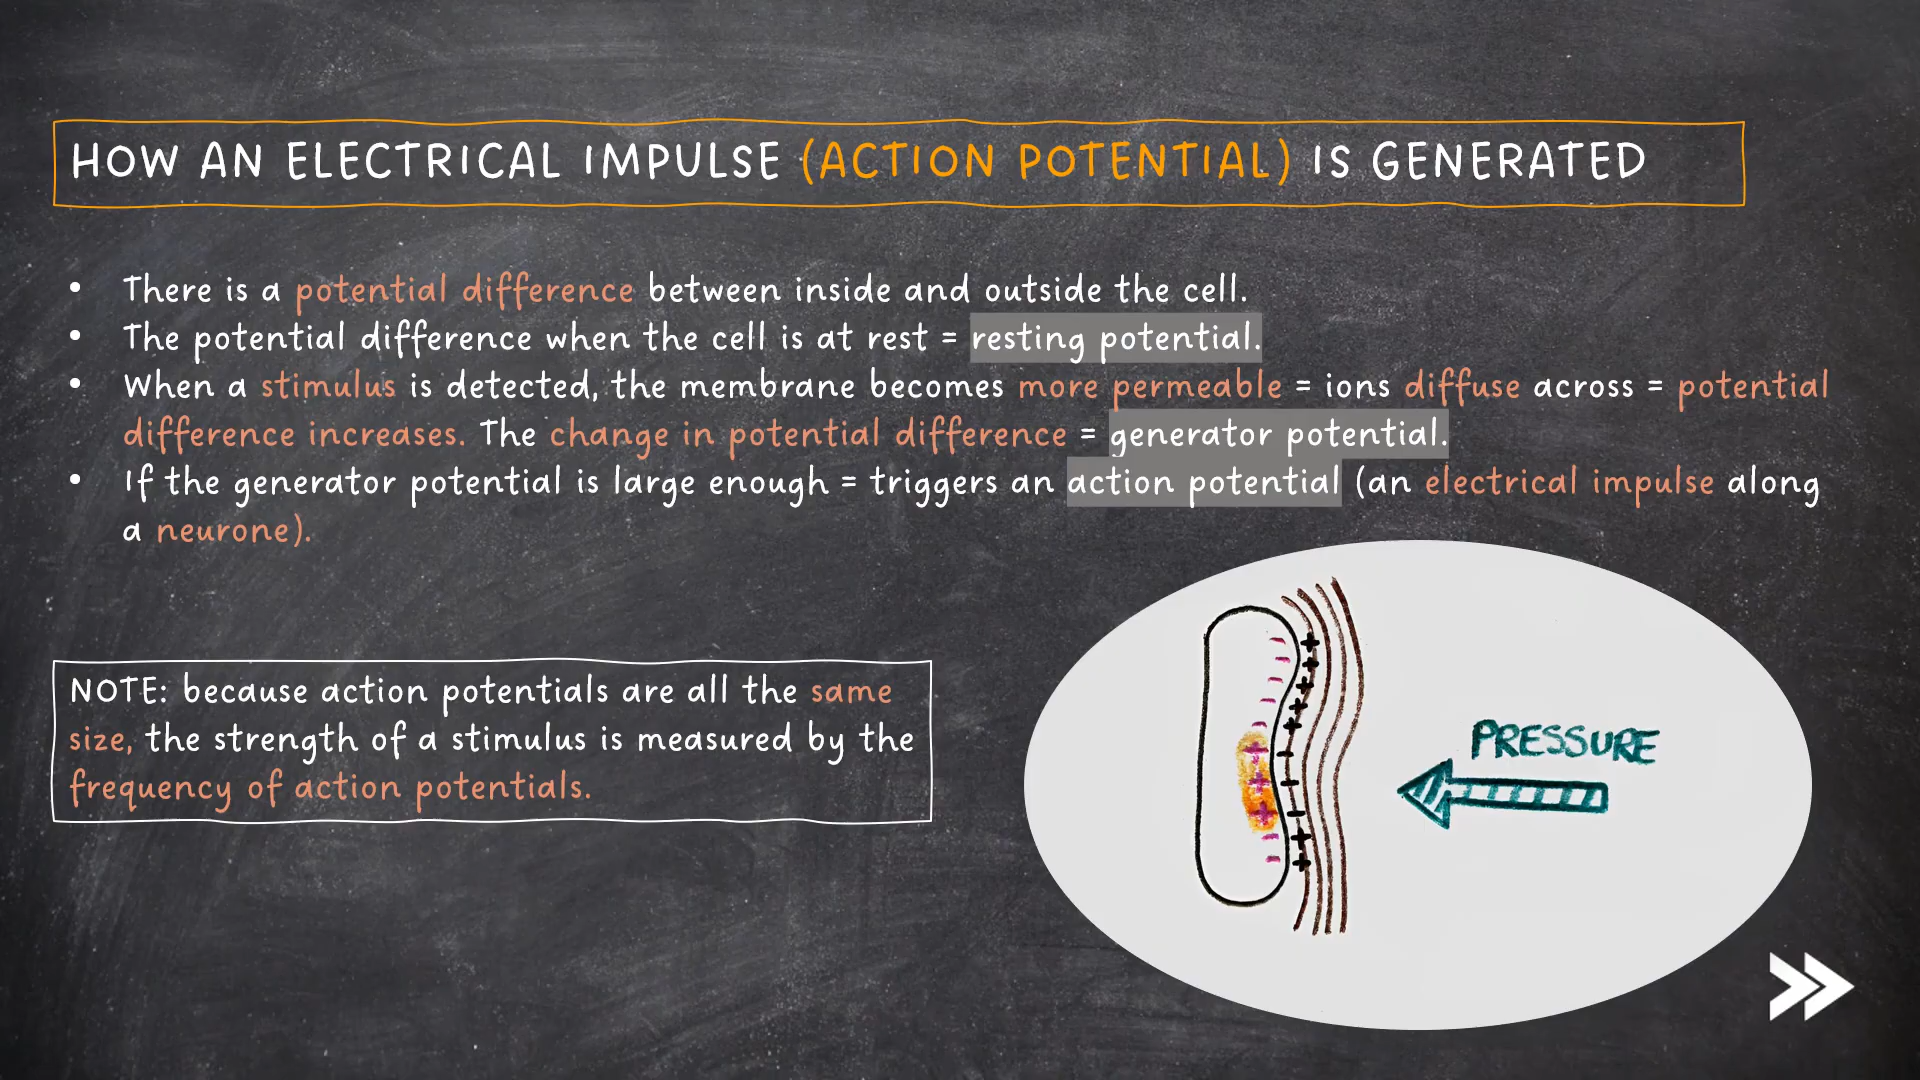 HOW AN ELECTRICAL IMPULSE (ACTION POTENTIAL) IS GENERATED
• There is a potential difference between inside and outside the cell.
• The potential difference when the cell is at rest = resting potential.
• When a stimulus is detected, the membrane becomes more permeable = ions diffuse across = potential
difference increases. The change in potential difference = generator potential.
• If the generator potential is large enough = triggers an action potential (an electrical impulse along
a neurone).
NOTE: because action potentials are all the same
size, the strength of a stimulus is measured by the
frequency of action potentials.
PRESSURE